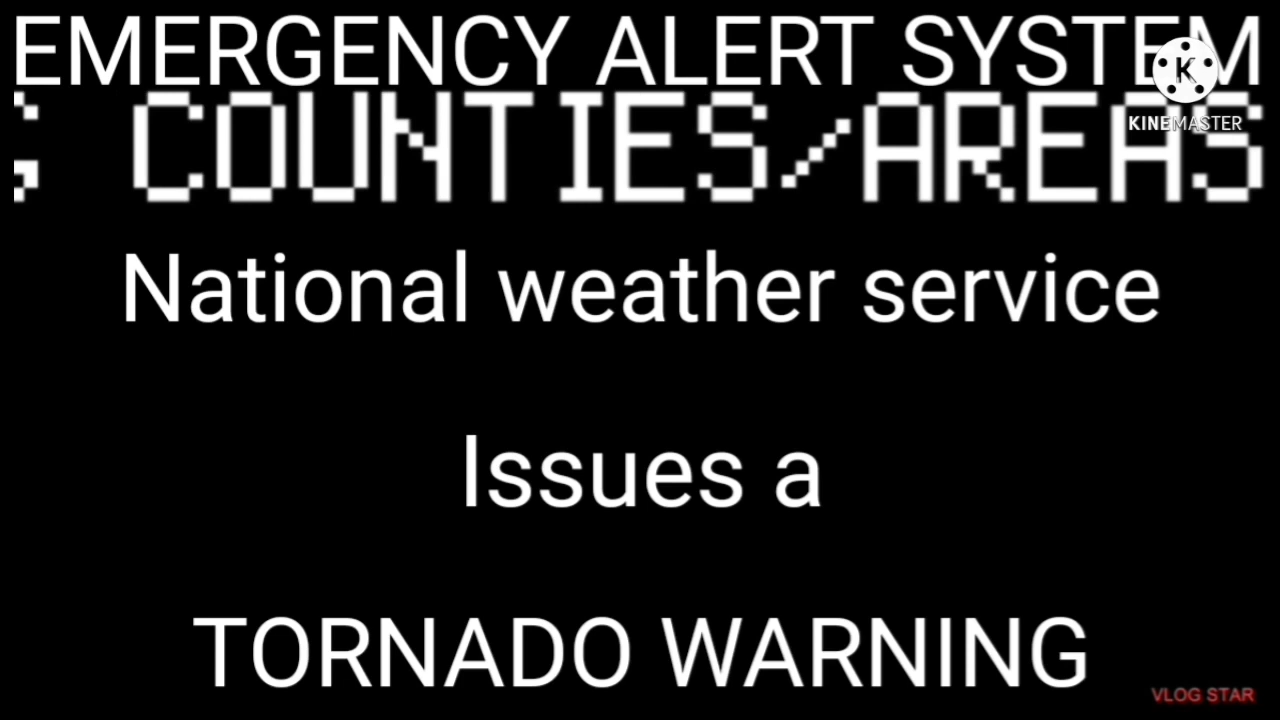 EMERGENCY ALERT SYSTEM
K
KINEMASTER
COUNTIES/AREAS
National weather service
Issues a
TORNADO WARNING
VLOG STAR